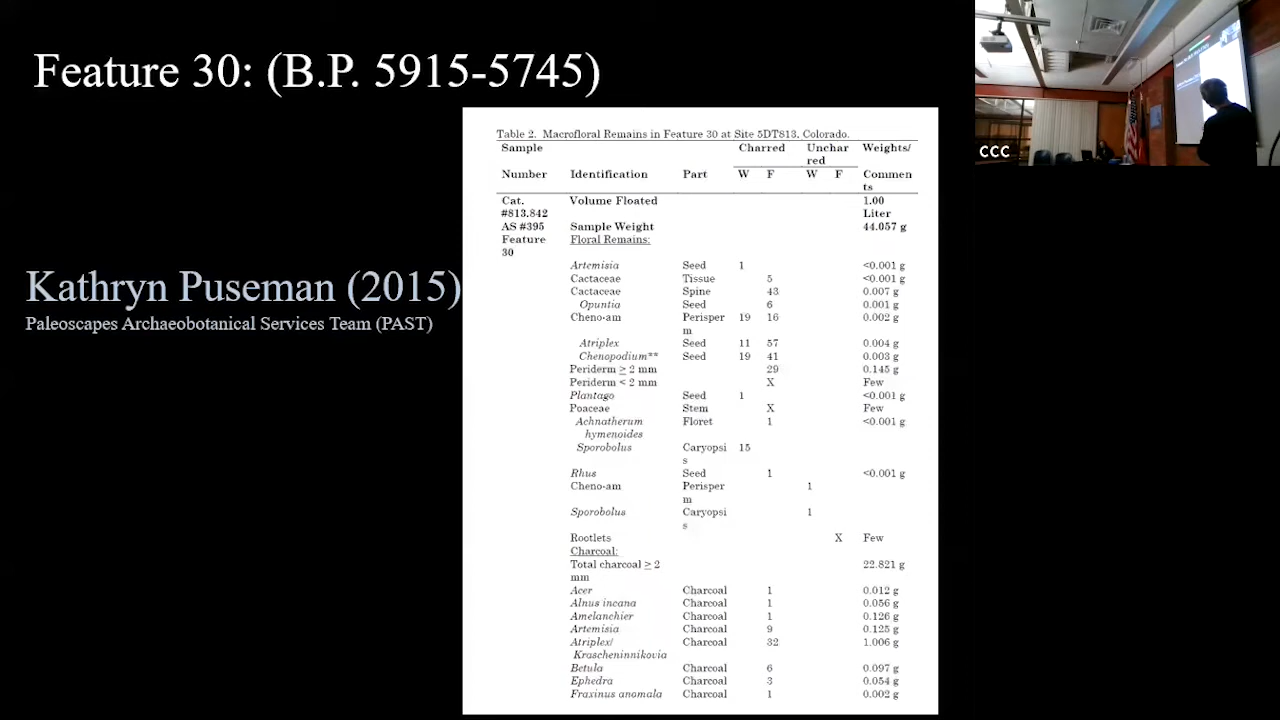 Feature 30: (B.P. 5915-5745)
Kathryn Puseman (2015)
Paleoscapes Archaeobotanical Services Team (PAST)
Table 2. Macrofloral Remains in Feature 30 at Site 5DT813, Colorado.
Sample Charred Unchar Weights/
red
Number Identification Part W F W F Commen
ts
Cat. Volume Floated 1.00
#813.842 Liter
AS #395 Sample Weight 44.057 g
Feature Floral Remains:
30
Artemisia Seed 1 <0.001 g
Cactaceae Tissue 5 <0.001 g
Cactaceae Spine 43 0.007 g
Opuntia Seed 6 0.001 g
Cheno-am Perisper 19 16 0.002 g
m
Atriplex Seed 11 57 0.004 g
Chenopodium** Seed 19 41 0.003 g
Periderm ≥ 2 mm 29 0.145 g
Periderm < 2 mm X Few
Plantago Seed 1 <0.001 g
Poaceae Stem X Few
Achnatherum Floret 1 <0.001 g
hymenoides
Sporobolus Caryopsi 15
s
Rhus Seed 1 <0.001 g
Cheno-am Perisper 1
m
Sporobolus Caryopsi 1
s
Rootlets X Few
Charcoal:
Total charcoal ≥ 2 22.821 g
mm
Acer Charcoal 1 0.012 g
Alnus incana Charcoal 1 0.056 g
Amelanchier Charcoal 1 0.126 g
Artemisia Charcoal 9 0.125 g
Atriplex/ Charcoal 32 1.006 g
Krascheninnikovia
Betula Charcoal 6 0.097 g
Ephedra Charcoal 3 0.054 g
Fraxinus anomala Charcoal 1 0.002 g
CCC